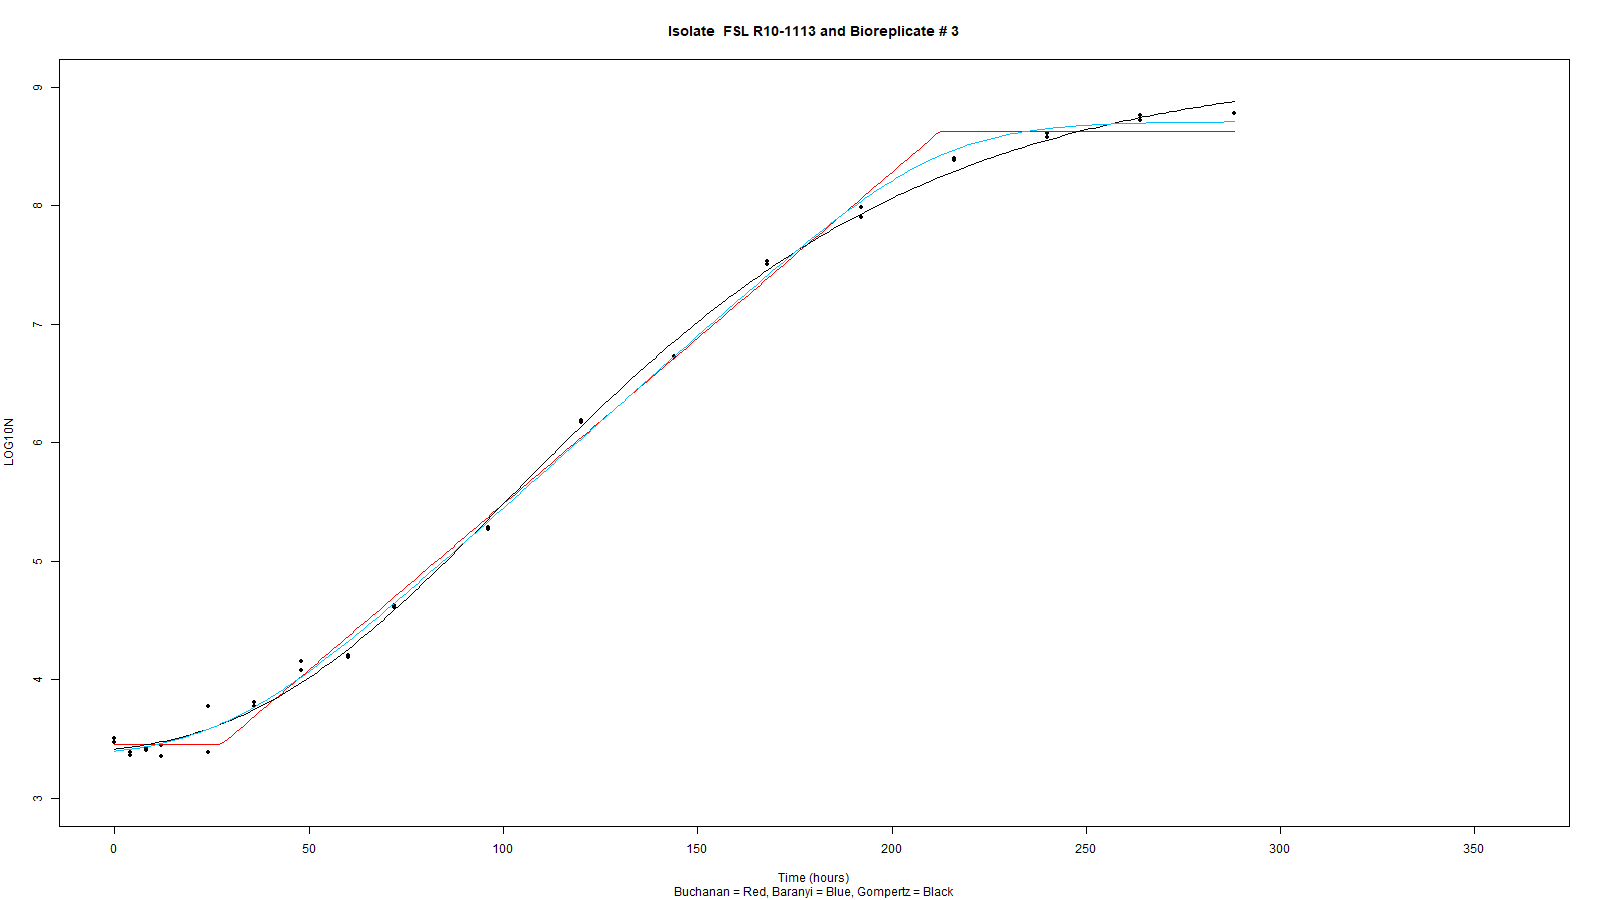 Isolate  FSL R10-1113 and Bioreplicate # 3
9
8
7
6
5
4
3
LOG10N
0 50 100 150 200 250 300 350
Time (hours)
Buchanan = Red, Baranyi = Blue, Gompertz = Black